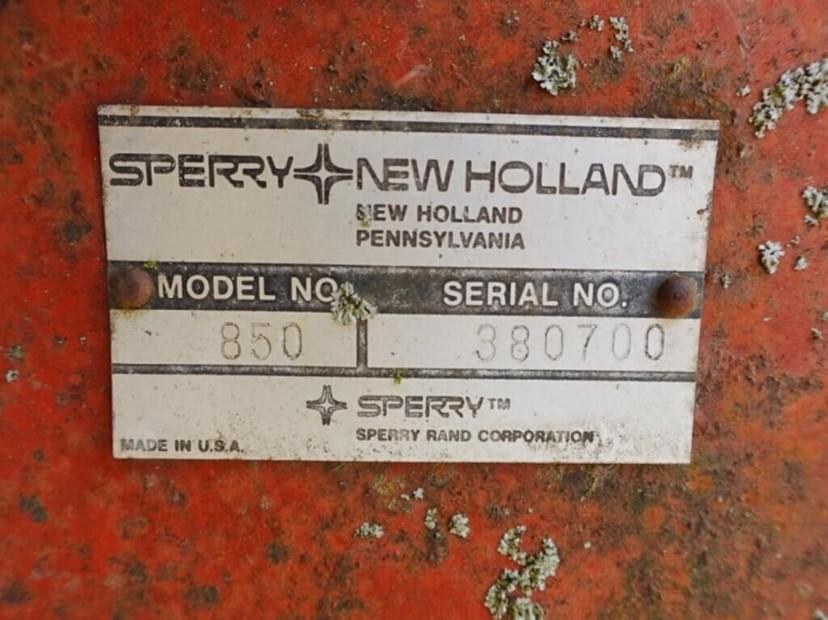 SPERRY NEW HOLLAND™
NEW HOLLAND
PENNSYLVANIA
MODEL NO. SERIAL NO.
850 380700
SPERRY™
SPERRY RAND CORPORATION
MADE IN U.S.A.